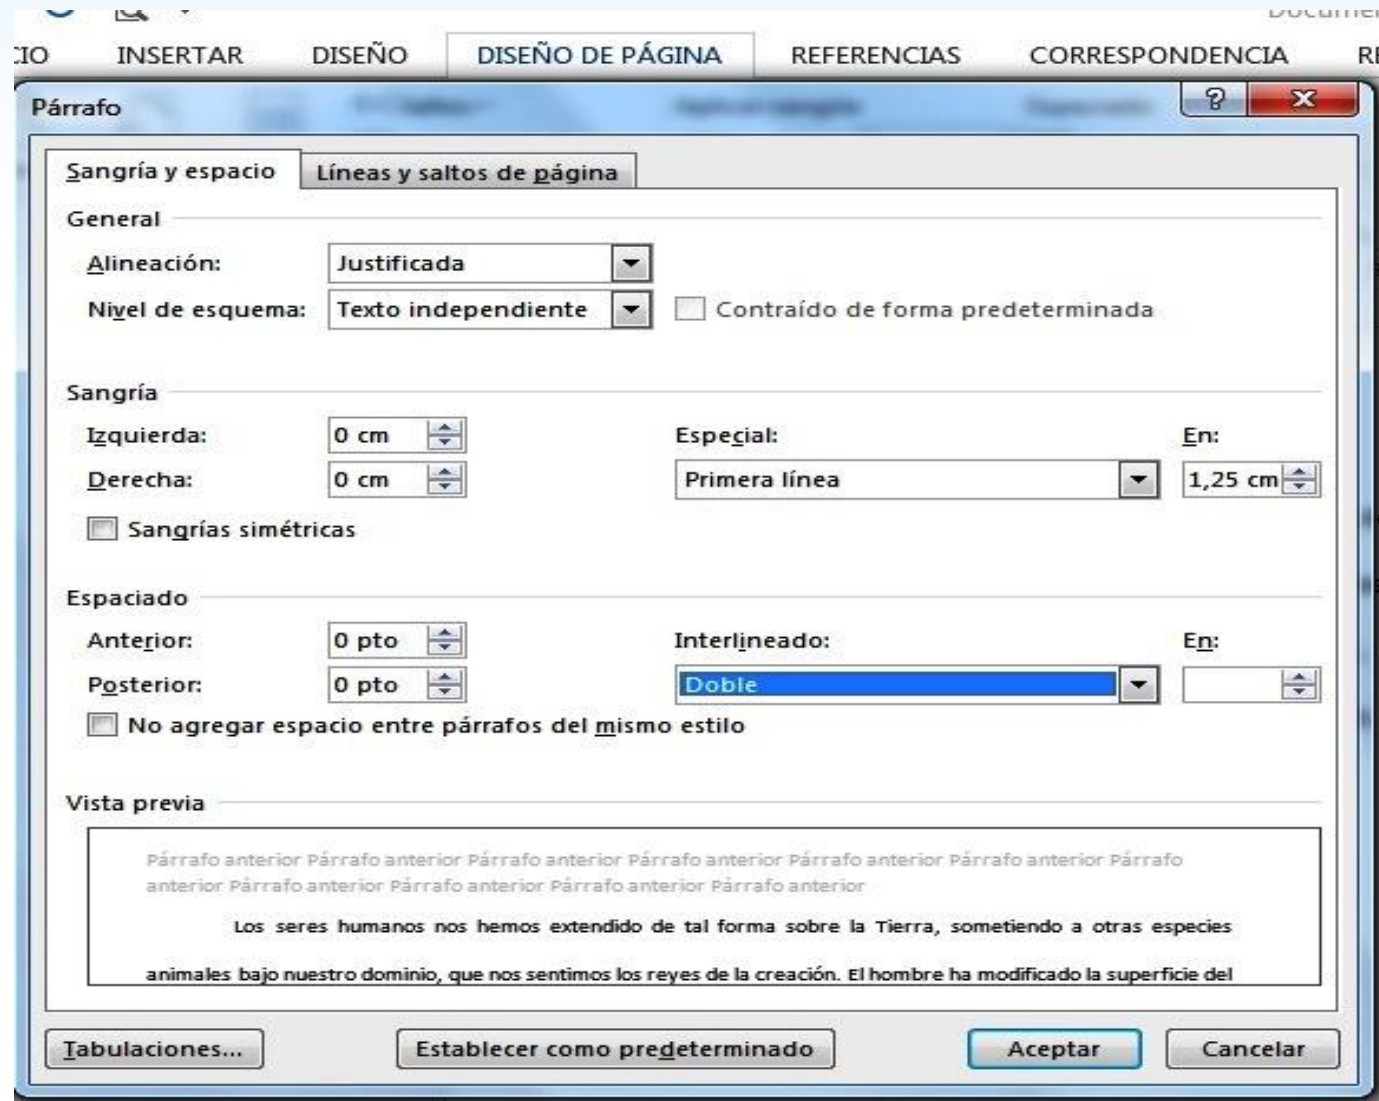 INSERTAR DISEÑO DISEÑO DE PÁGINA REFERENCIAS CORRESPONDENCIA
Párrafo
Sangría y espacio Líneas y saltos de página
General
Alineación: Justificada
Nivel de esquema: Texto independiente Contraído de forma predeterminada
Sangría
Izquierda: 0 cm Especial: En:
Derecha: 0 cm Primera línea 1,25 cm
Sangrías simétricas
Espaciado
Anterior: 0 pto Interlineado: En:
Posterior: 0 pto Doble
No agregar espacio entre párrafos del mismo estilo
Vista previa
Párrafo anterior Párrafo anterior Párrafo anterior Párrafo anterior Párrafo anterior Párrafo anterior Párrafo
anterior Párrafo anterior Párrafo anterior Párrafo anterior Párrafo anterior
Los seres humanos nos hemos extendido de tal forma sobre la Tierra, sometiendo a otras especies
animales bajo nuestro dominio, que nos sentimos los reyes de la creación. El hombre ha modificado la superficie del
Tabulaciones... Establecer como predeterminado Aceptar Cancelar